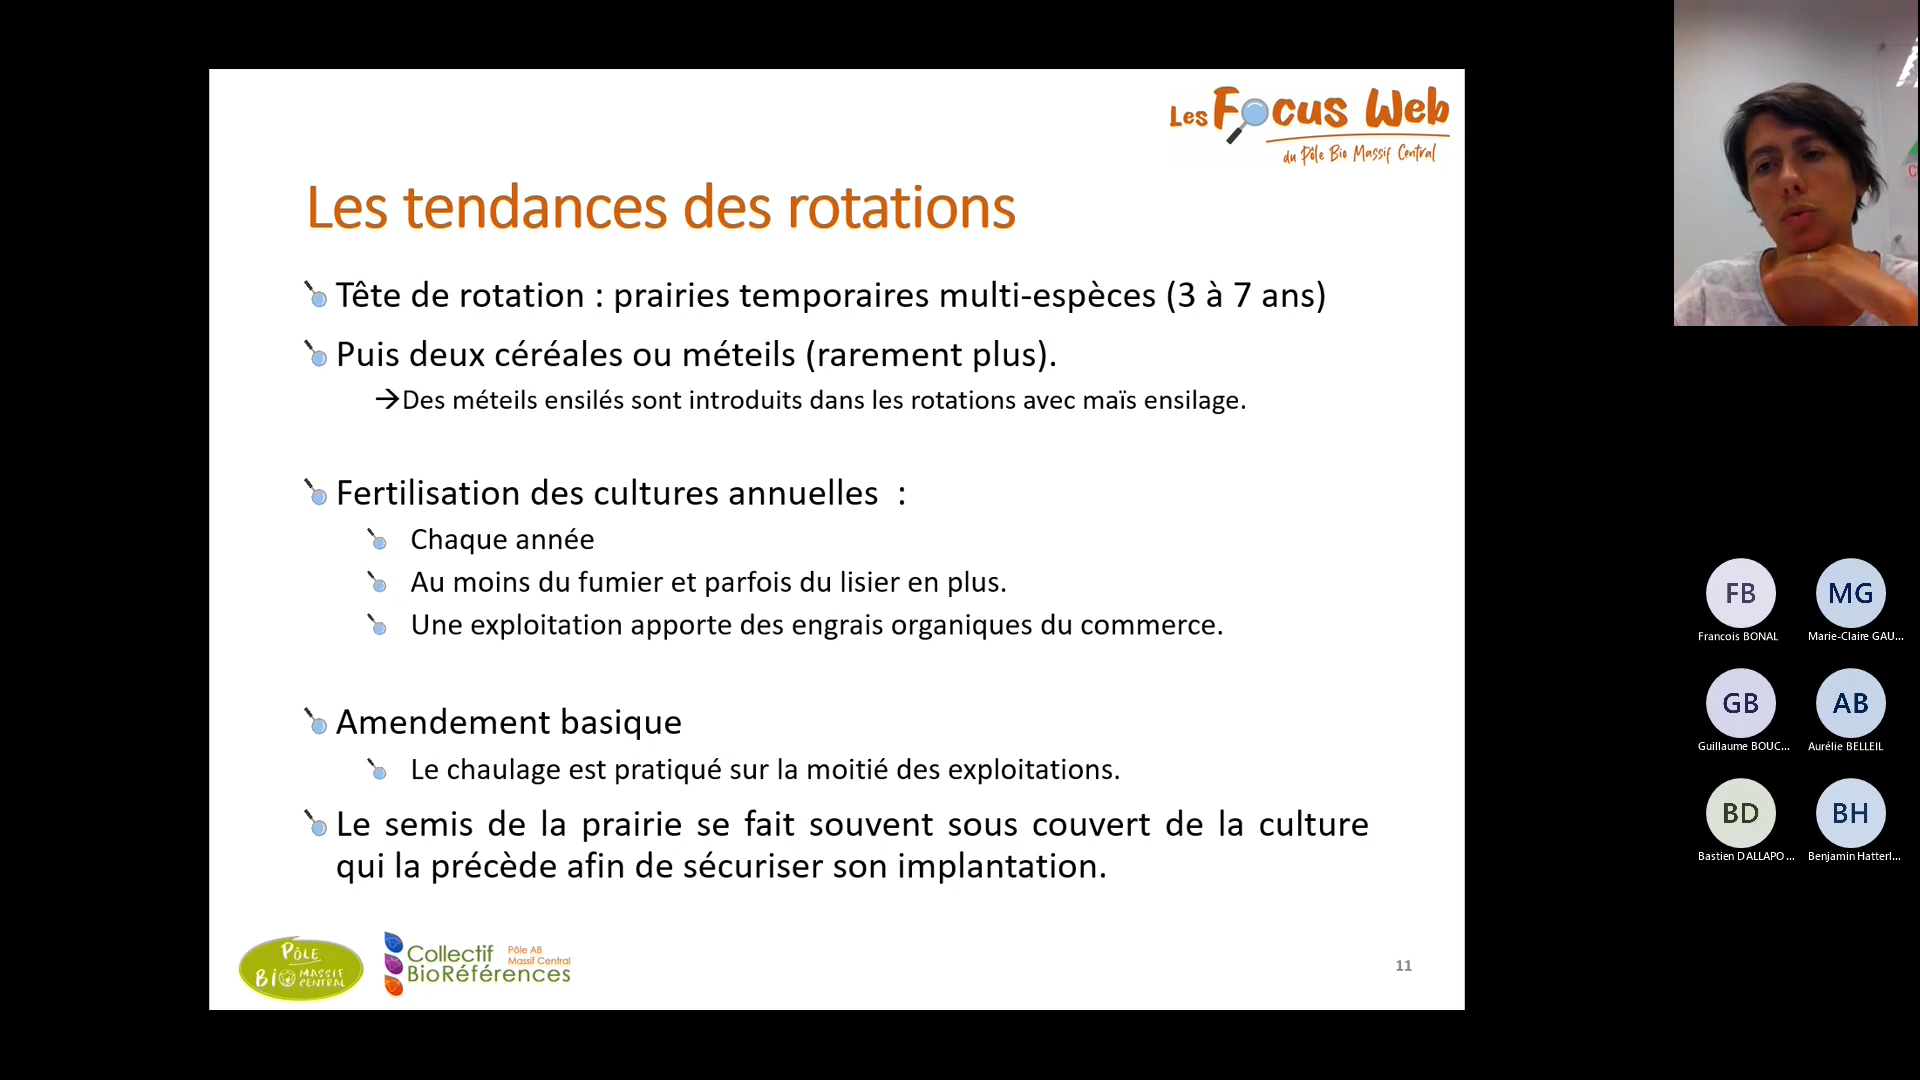 Les Focus Web
du Pôle Bio Massif Central
Les tendances des rotations
Tête de rotation : prairies temporaires multi-espèces (3 à 7 ans)
Puis deux céréales ou méteils (rarement plus).
→Des méteils ensilés sont introduits dans les rotations avec maïs ensilage.
Fertilisation des cultures annuelles :
Chaque année
Au moins du fumier et parfois du lisier en plus.
Une exploitation apporte des engrais organiques du commerce.
Amendement basique
Le chaulage est pratiqué sur la moitié des exploitations.
Le semis de la prairie se fait souvent sous couvert de la culture
qui la précède afin de sécuriser son implantation.
PÔLE
BIO MASSIF
CENTRAL
Collectif
BioRéférences
Pôle AB
Massif Central
11
C
FB
Francois BONAL
MG
Marie-Claire GAU...
GB
Guillaume BOUC...
AB
Aurélie BELLEIL
BD
Bastien DALLAPO...
BH
Benjamin Hatterl...